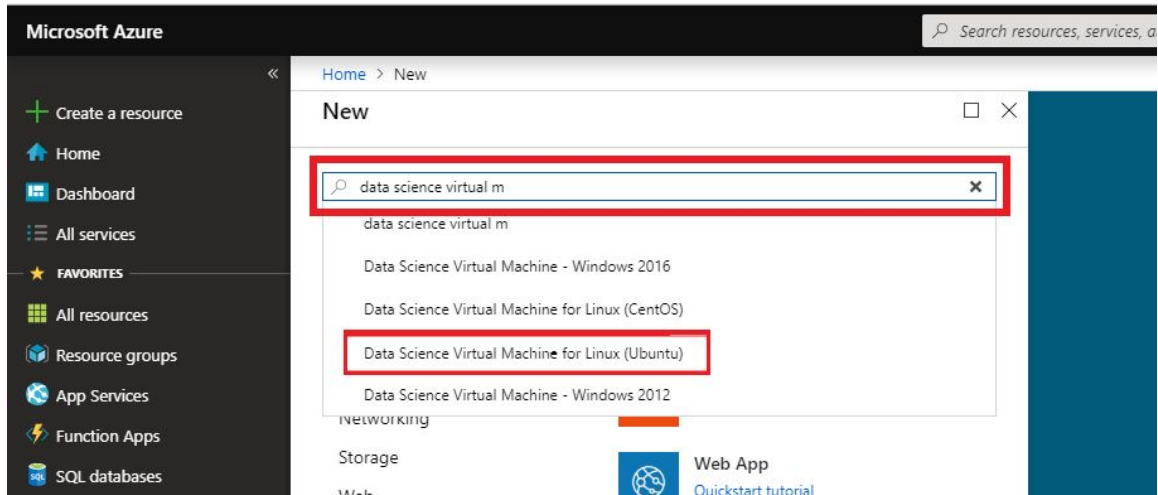 Microsoft Azure
Search resources, services, a
«
Home > New
Create a resource
Home
Dashboard
All services
FAVORITES
All resources
Resource groups
App Services
Function Apps
SQL databases
New
data science virtual m
data science virtual m
Data Science Virtual Machine - Windows 2016
Data Science Virtual Machine for Linux (CentOS)
Data Science Virtual Machine for Linux (Ubuntu)
Data Science Virtual Machine - Windows 2012
Networking
Storage
Web
Web App
Quickstart tutorial
SQL